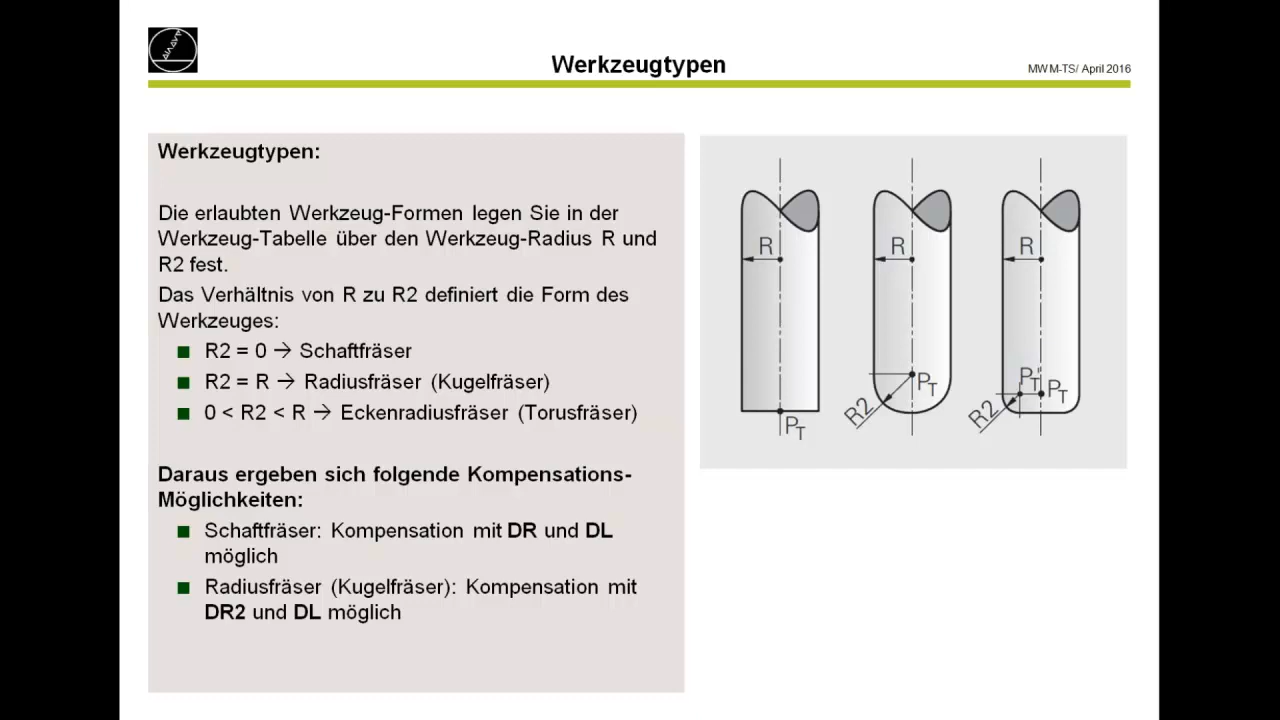 DIADUR
Werkzeugtypen
MWM-TS/ April 2016
Werkzeugtypen:
Die erlaubten Werkzeug-Formen legen Sie in der
Werkzeug-Tabelle über den Werkzeug-Radius R und
R2 fest.
Das Verhältnis von R zu R2 definiert die Form des
Werkzeuges:
R2 = 0 → Schaftfräser
R2 = R → Radiusfräser (Kugelfräser)
0 < R2 < R → Eckenradiusfräser (Torusfräser)
Daraus ergeben sich folgende Kompensations-
Möglichkeiten:
Schaftfräser: Kompensation mit DR und DL
möglich
Radiusfräser (Kugelfräser): Kompensation mit
DR2 und DL möglich
R
R
R
PT
R2
PT
R2
PT'
PT